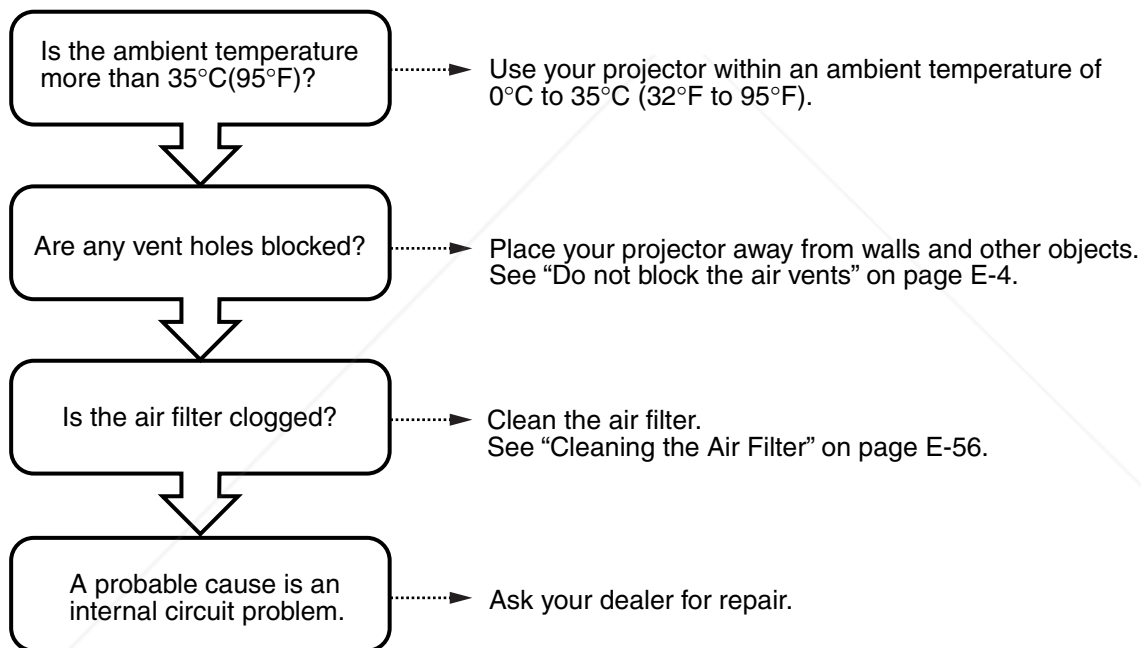 Is the ambient temperature
more than 35°C(95°F)?
Use your projector within an ambient temperature of
0°C to 35°C (32°F to 95°F).
Are any vent holes blocked?
Place your projector away from walls and other objects.
See “Do not block the air vents” on page E-4.
Is the air filter clogged?
Clean the air filter.
See “Cleaning the Air Filter” on page E-56.
A probable cause is an
internal circuit problem.
Ask your dealer for repair.